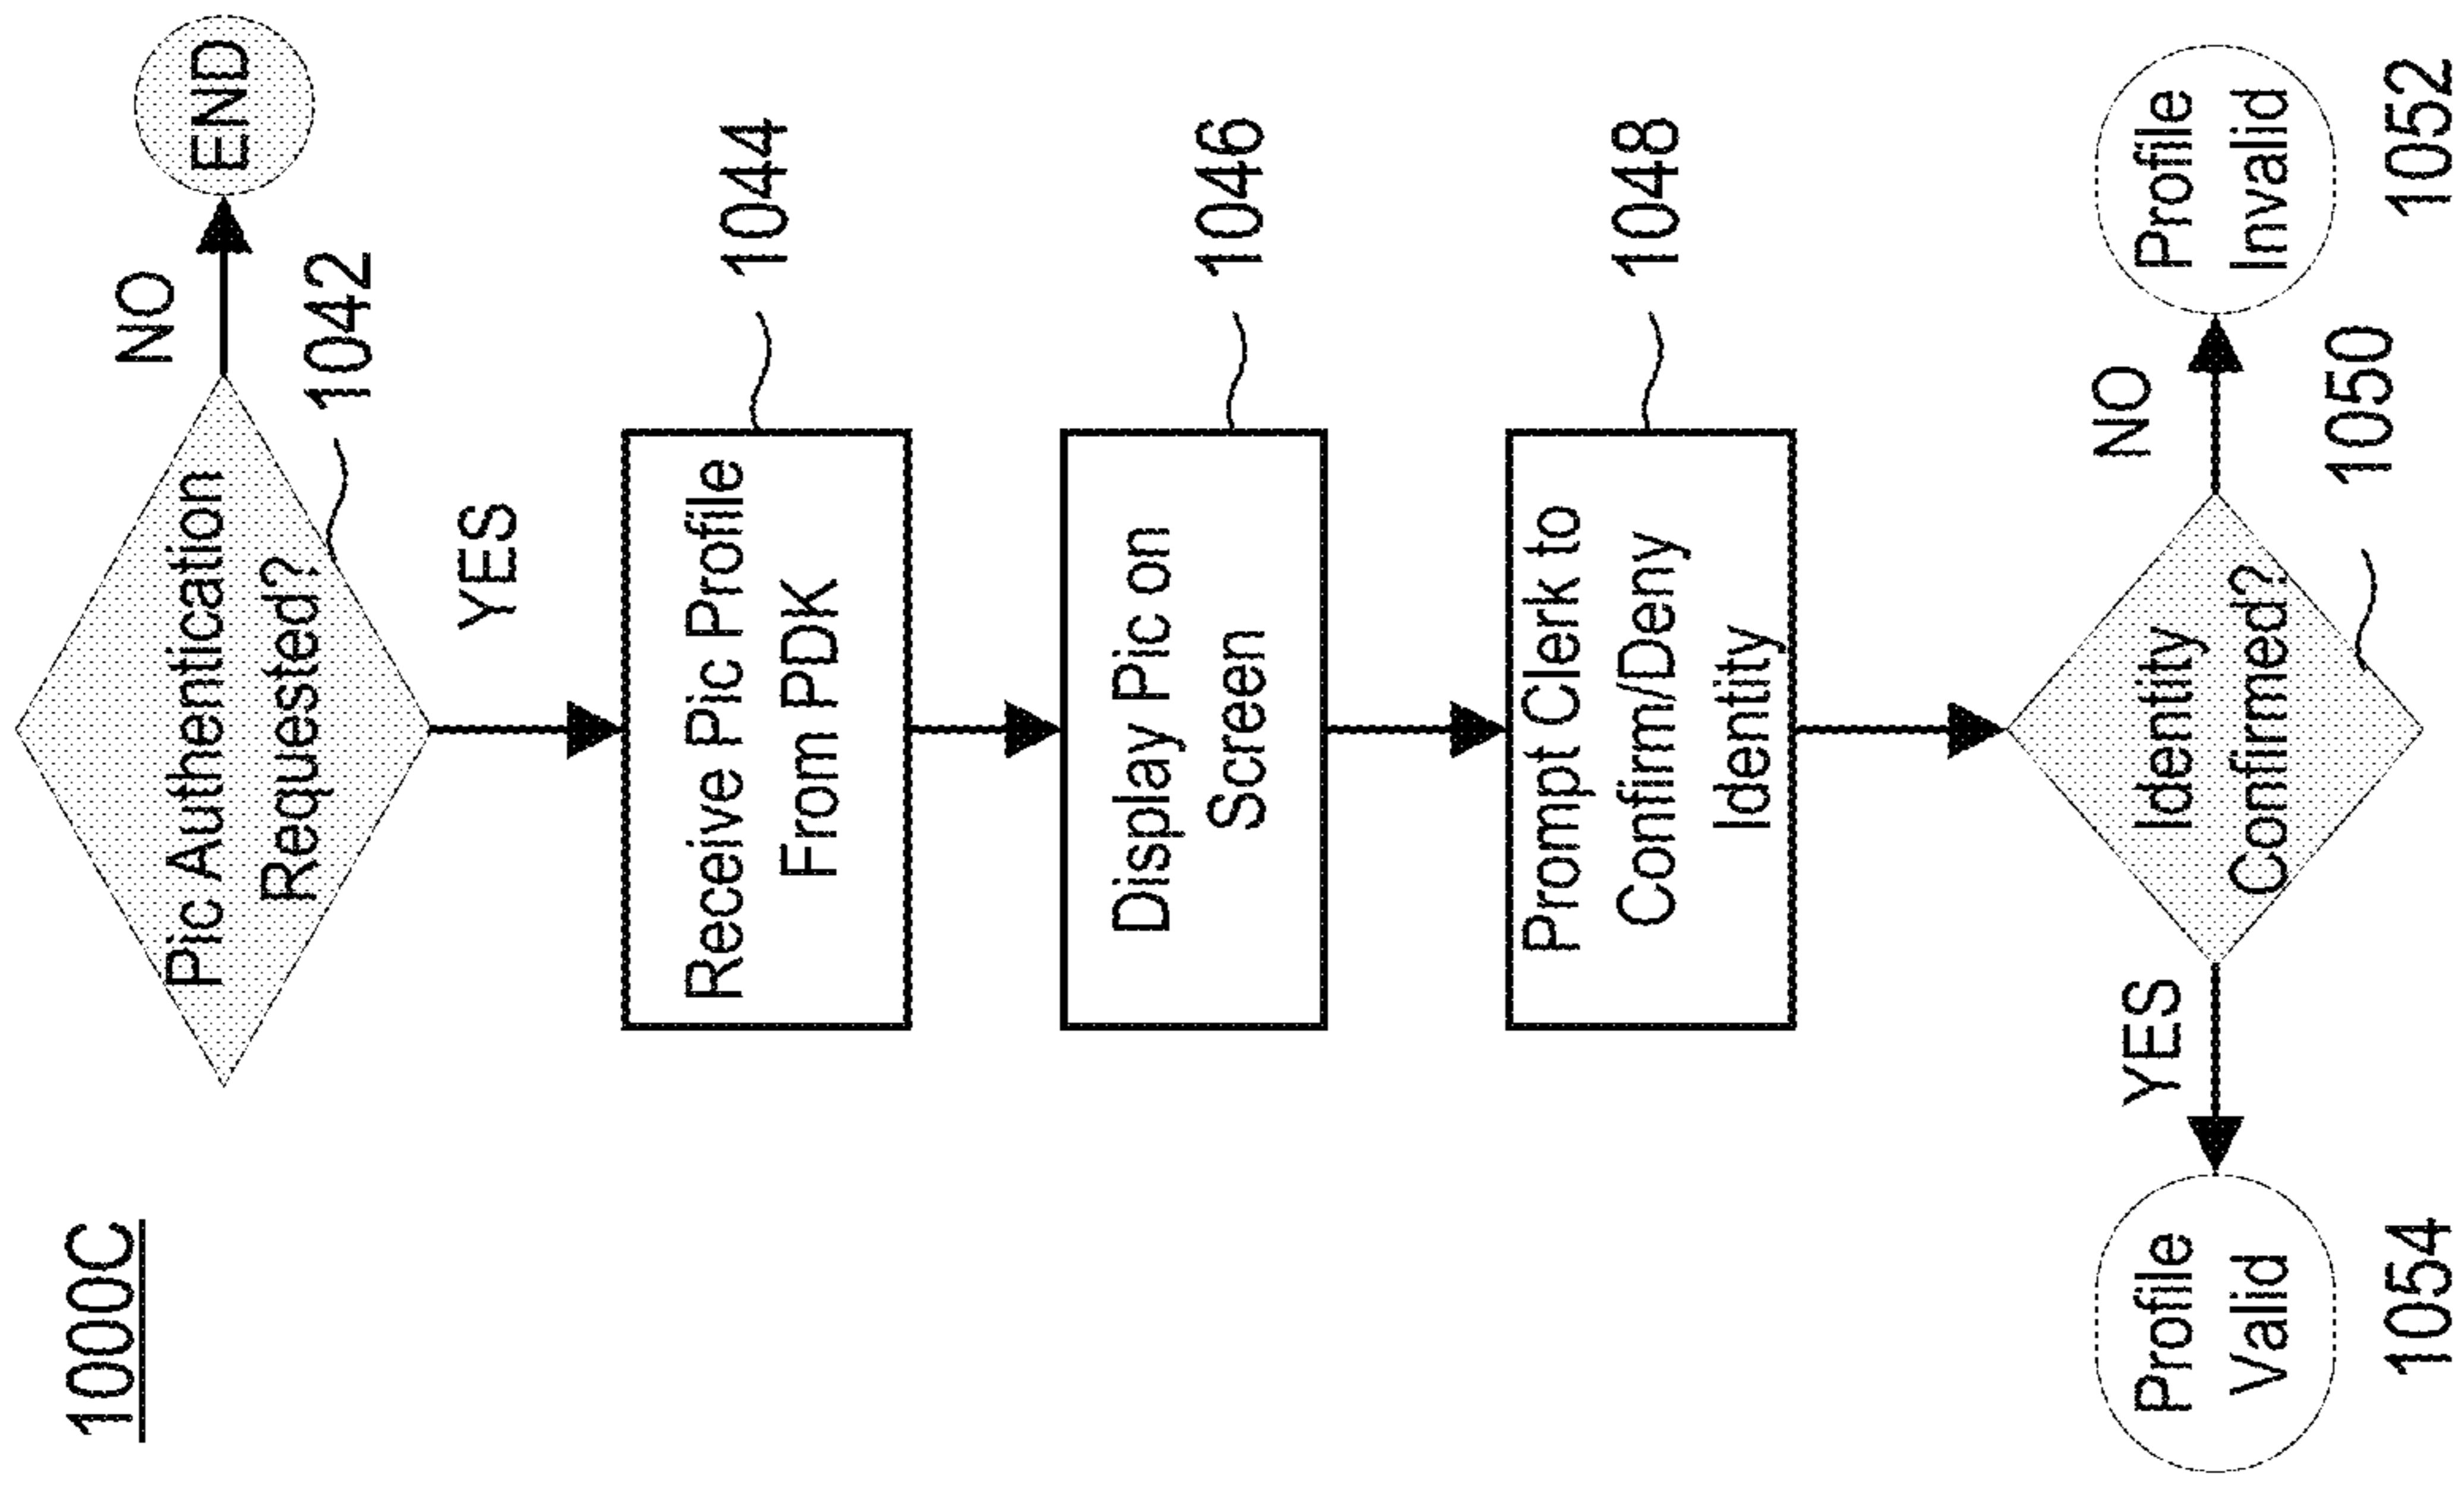 1000C
Pic Authentication
Requested?
NO
END
1042
YES
Receive Pic Profile
From PDK
1044
Display Pic on
Screen
1046
Prompt Clerk to
Confirm/Deny
Identity
1048
Identity
Confirmed?
1050
YES
NO
Profile
Valid
1054
Profile
Invalid
1052